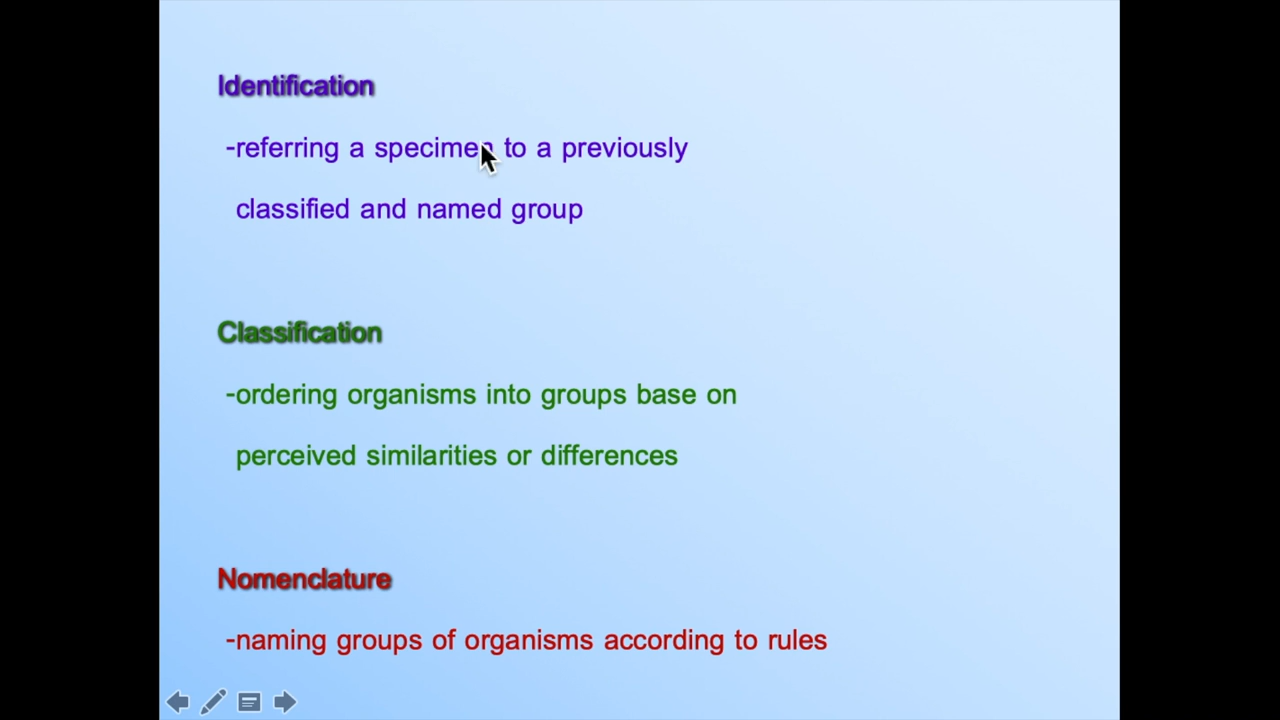 Identification
-referring a specimen to a previously
classified and named group
Classification
-ordering organisms into groups base on
perceived similarities or differences
Nomenclature
-naming groups of organisms according to rules